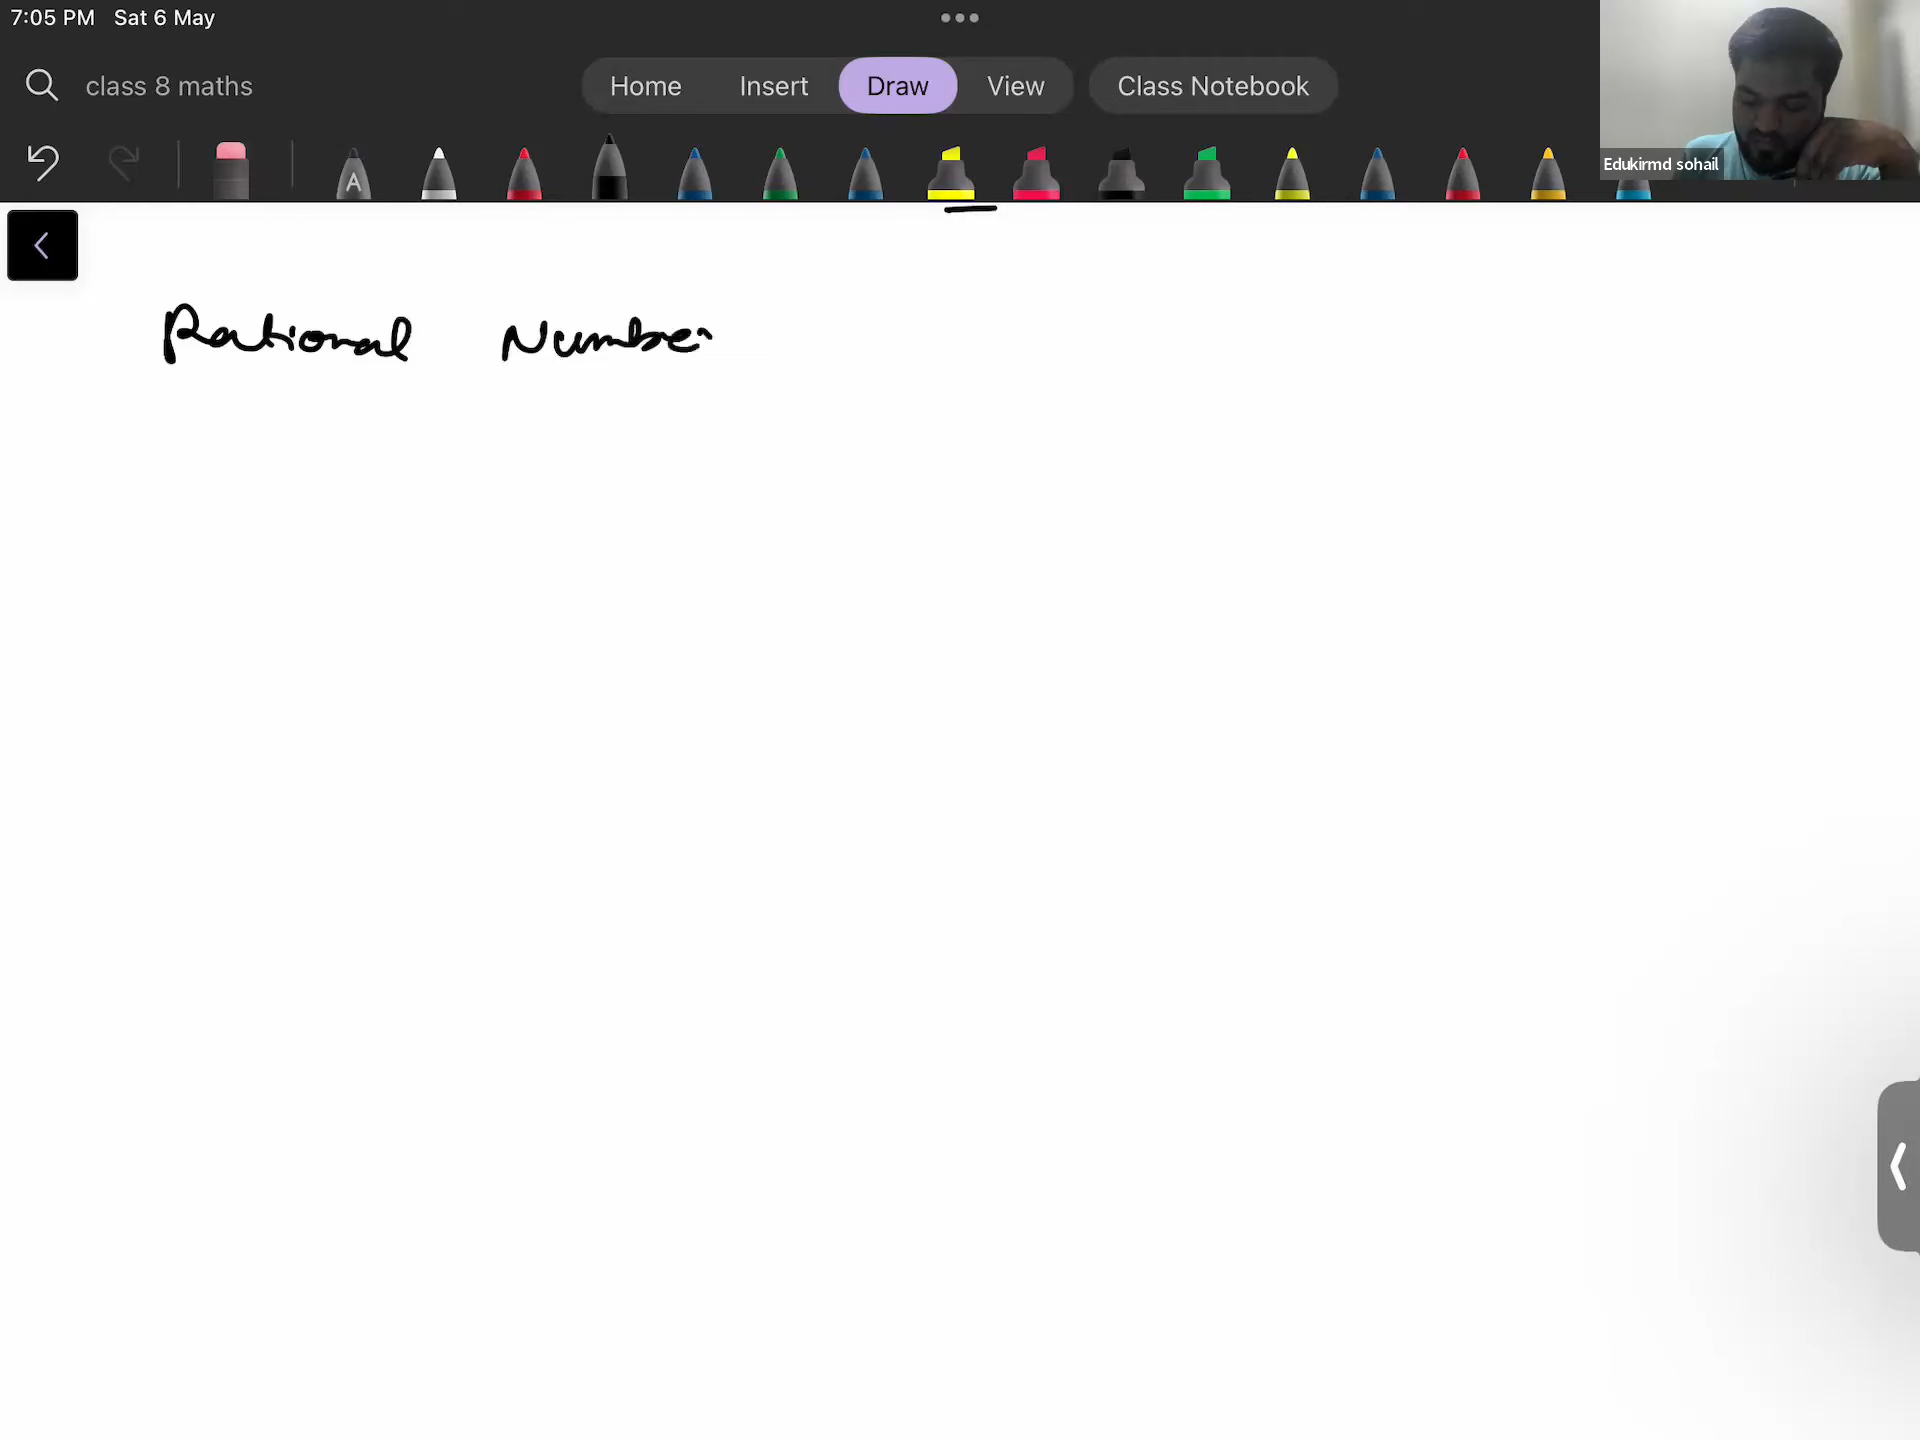 7:05 PM Sat 6 May
class 8 maths
Home Insert Draw View Class Notebook
A
Edukirmd sohail
Rational Number